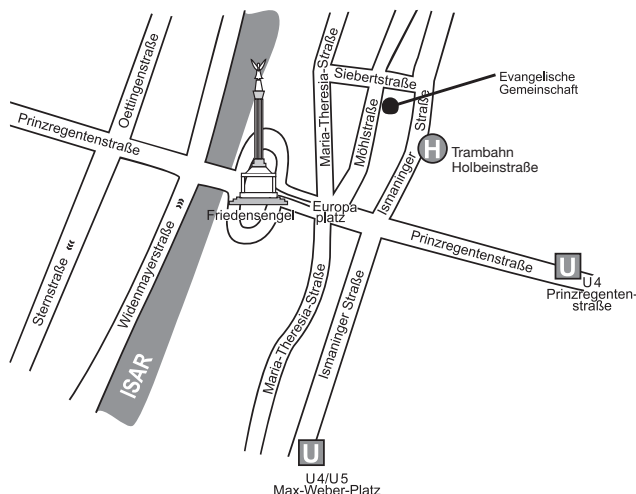 Oettingenstraße
Maria-Theresia-Straße
Siebertstraße
Evangelische
Gemeinschaft
Möhlstraße
Ismaninger
Straße
Prinzregentenstraße
H
Trambahn
Holbeinstraße
Friedensengel
Europa
platz
Prinzregentenstraße
U
U4
Prinzregenten-
straße
Sternstraße
Widenmayerstraße
ISAR
Maria-Theresia-Straße
Ismaninger Straße
U
U4/U5
Max-Weber-Platz